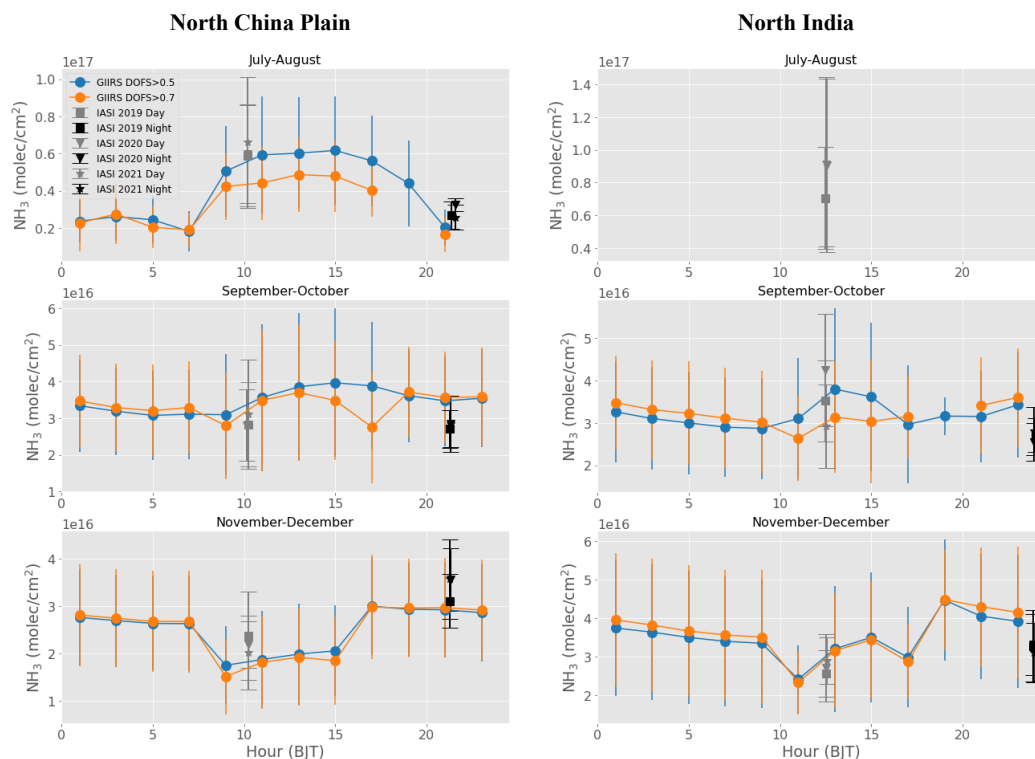 North China Plain
North India
July-August
1e17
1.0
0.8
0.6
0.4
0.2
NH₃ (molec/cm²)
GIIRS DOFS>0.5
GIIRS DOFS>0.7
IASI 2019 Day
IASI 2019 Night
IASI 2020 Day
IASI 2020 Night
IASI 2021 Day
IASI 2021 Night
0 5 10 15 20
July-August
1e17
1.4
1.2
1.0
0.8
0.6
0.4
NH₃ (molec/cm²)
0 5 10 15 20
September-October
1e16
6
5
4
3
2
1
NH₃ (molec/cm²)
0 5 10 15 20
September-October
1e16
5
4
3
2
NH₃ (molec/cm²)
0 5 10 15 20
November-December
1e16
4
3
2
1
NH₃ (molec/cm²)
0 5 10 15 20
Hour (BJT)
November-December
1e16
6
5
4
3
2
NH₃ (molec/cm²)
0 5 10 15 20
Hour (BJT)